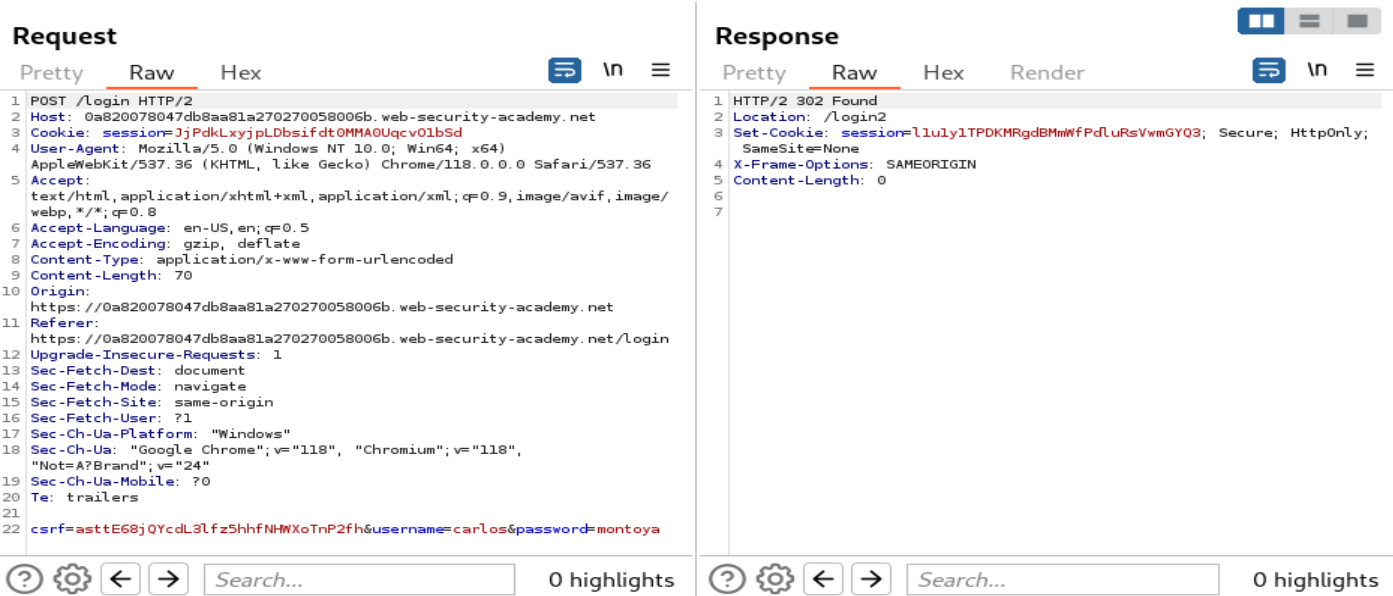 Request
Pretty Raw Hex
\n
1 POST /login HTTP/2
2 Host: 0a820078047db8aa81a270270058006b.web-security-academy.net
3 Cookie: session=JjPdkLxyjpLDbsifdt0MMA0UqcvO1bSd
4 User-Agent: Mozilla/5.0 (Windows NT 10.0; Win64; x64)
AppleWebKit/537.36 (KHTML, like Gecko) Chrome/118.0.0.0 Safari/537.36
5 Accept:
text/html,application/xhtml+xml,application/xml;q=0.9,image/avif,image/
webp,*/*;q=0.8
6 Accept-Language: en-US,en;q=0.5
7 Accept-Encoding: gzip, deflate
8 Content-Type: application/x-www-form-urlencoded
9 Content-Length: 70
10 Origin:
https://0a820078047db8aa81a270270058006b.web-security-academy.net
11 Referer:
https://0a820078047db8aa81a270270058006b.web-security-academy.net/login
12 Upgrade-Insecure-Requests: 1
13 Sec-Fetch-Dest: document
14 Sec-Fetch-Mode: navigate
15 Sec-Fetch-Site: same-origin
16 Sec-Fetch-User: ?1
17 Sec-Ch-Ua-Platform: "Windows"
18 Sec-Ch-Ua: "Google Chrome";v="118", "Chromium";v="118",
"Not=A?Brand";v="24"
19 Sec-Ch-Ua-Mobile: ?0
20 Te: trailers
21
22 csrf=asttE68jQYcdL3lfz5hhfNHWXoTnP2fh&username=carlos&password=montoya
Search...
0 highlights
Response
Pretty Raw Hex Render
\n
1 HTTP/2 302 Found
2 Location: /login2
3 Set-Cookie: session=l1u1y1TPDKMRgdBMmWfPdluRsVwmGYQ3; Secure; HttpOnly;
SameSite=None
4 X-Frame-Options: SAMEORIGIN
5 Content-Length: 0
6
7
Search...
0 highlights